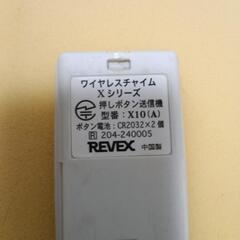 ワイヤレスチャイム
Xシリーズ
押しボタン送信機
型番：X10(A)
ボタン電池：CR2032×2個
R 204-240005
REVEX 中国製